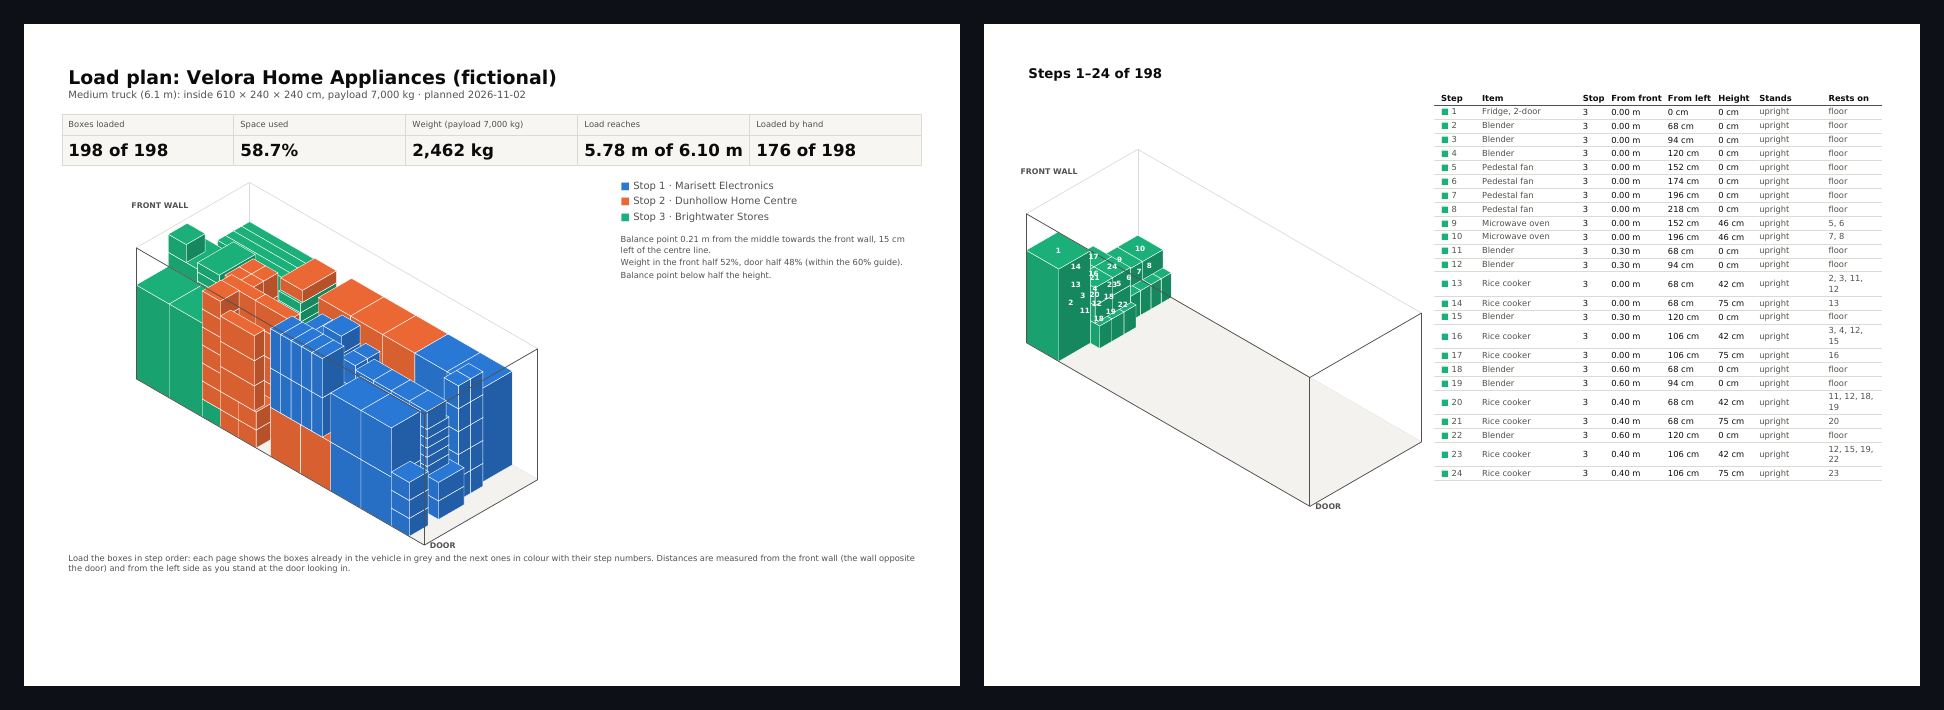 Load plan: Velora Home Appliances (fictional)
Medium truck (6.1 m): inside 610 × 240 × 240 cm, payload 7,000 kg · planned 2026-11-02
Boxes loaded Space used Weight (payload 7,000 kg) Load reaches Loaded by hand
198 of 198 58.7% 2,462 kg 5.78 m of 6.10 m 176 of 198
FRONT WALL
DOOR
Stop 1 · Marisett Electronics
Stop 2 · Dunhollow Home Centre
Stop 3 · Brightwater Stores
Balance point 0.21 m from the middle towards the front wall, 15 cm
left of the centre line.
Weight in the front half 52%, door half 48% (within the 60% guide).
Balance point below half the height.
Load the boxes in step order: each page shows the boxes already in the vehicle in grey and the next ones in colour with their step numbers. Distances are measured from the front wall (the wall opposite
the door) and from the left side as you stand at the door looking in.
Steps 1–24 of 198
FRONT WALL
1
10
17
9
14
24
8
16
7
21
6
13
23
5
4
3
20
15
2
12
22
11
19
18
DOOR
Step Item Stop From front From left Height Stands Rests on
1 Fridge, 2-door 3 0.00 m 0 cm 0 cm upright floor
2 Blender 3 0.00 m 68 cm 0 cm upright floor
3 Blender 3 0.00 m 94 cm 0 cm upright floor
4 Blender 3 0.00 m 120 cm 0 cm upright floor
5 Pedestal fan 3 0.00 m 152 cm 0 cm upright floor
6 Pedestal fan 3 0.00 m 174 cm 0 cm upright floor
7 Pedestal fan 3 0.00 m 196 cm 0 cm upright floor
8 Pedestal fan 3 0.00 m 218 cm 0 cm upright floor
9 Microwave oven 3 0.00 m 152 cm 46 cm upright 5, 6
10 Microwave oven 3 0.00 m 196 cm 46 cm upright 7, 8
11 Blender 3 0.30 m 68 cm 0 cm upright floor
12 Blender 3 0.30 m 94 cm 0 cm upright floor
13 Rice cooker 3 0.00 m 68 cm 42 cm upright 2, 3, 11,
12
14 Rice cooker 3 0.00 m 68 cm 75 cm upright 13
15 Blender 3 0.30 m 120 cm 0 cm upright floor
16 Rice cooker 3 0.00 m 106 cm 42 cm upright 3, 4, 12,
15
17 Rice cooker 3 0.00 m 106 cm 75 cm upright 16
18 Blender 3 0.60 m 68 cm 0 cm upright floor
19 Blender 3 0.60 m 94 cm 0 cm upright floor
20 Rice cooker 3 0.40 m 68 cm 42 cm upright 11, 12, 18,
19
21 Rice cooker 3 0.40 m 68 cm 75 cm upright 20
22 Blender 3 0.60 m 120 cm 0 cm upright floor
23 Rice cooker 3 0.40 m 106 cm 42 cm upright 12, 15, 19,
22
24 Rice cooker 3 0.40 m 106 cm 75 cm upright 23